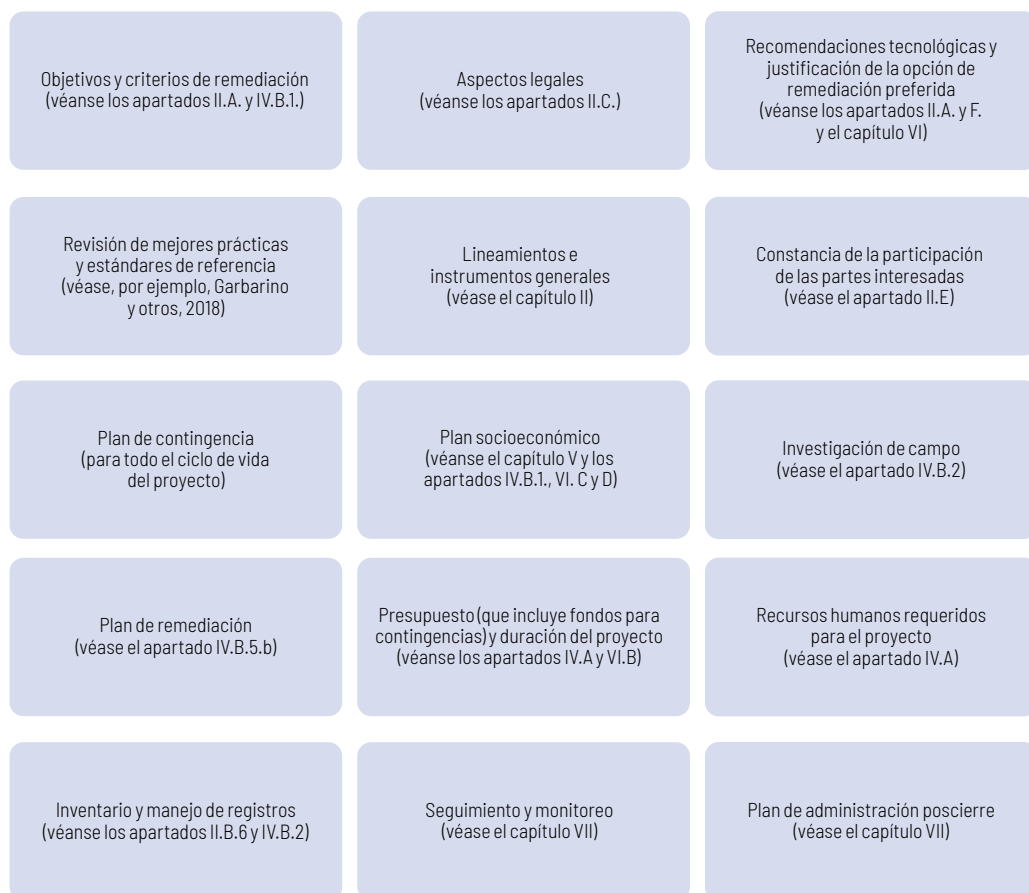 Objetivos y criterios de remediación
(véanse los apartados II.A. y IV.B.1.)
Aspectos legales
(véanse los apartados II.C.)
Recomendaciones tecnológicas y
justificación de la opción de
remediación preferida
(véanse los apartados II.A. y F.
y el capítulo VI)
Revisión de mejores prácticas
y estándares de referencia
(véase, por ejemplo, Garbarino
y otros, 2018)
Lineamientos e
instrumentos generales
(véase el capítulo II)
Constancia de la participación
de las partes interesadas
(véase el apartado II.E)
Plan de contingencia
(para todo el ciclo de vida
del proyecto)
Plan socioeconómico
(véanse el capítulo V y los
apartados IV.B.1., VI. C y D)
Investigación de campo
(véase el apartado IV.B.2)
Plan de remediación
(véase el apartado IV.B.5.b)
Presupuesto (que incluye fondos para
contingencias) y duración del proyecto
(véanse los apartados IV.A y VI.B)
Recursos humanos requeridos
para el proyecto
(véase el apartado IV.A)
Inventario y manejo de registros
(véanse los apartados II.B.6 y IV.B.2)
Seguimiento y monitoreo
(véase el capítulo VII)
Plan de administración poscierre
(véase el capítulo VII)